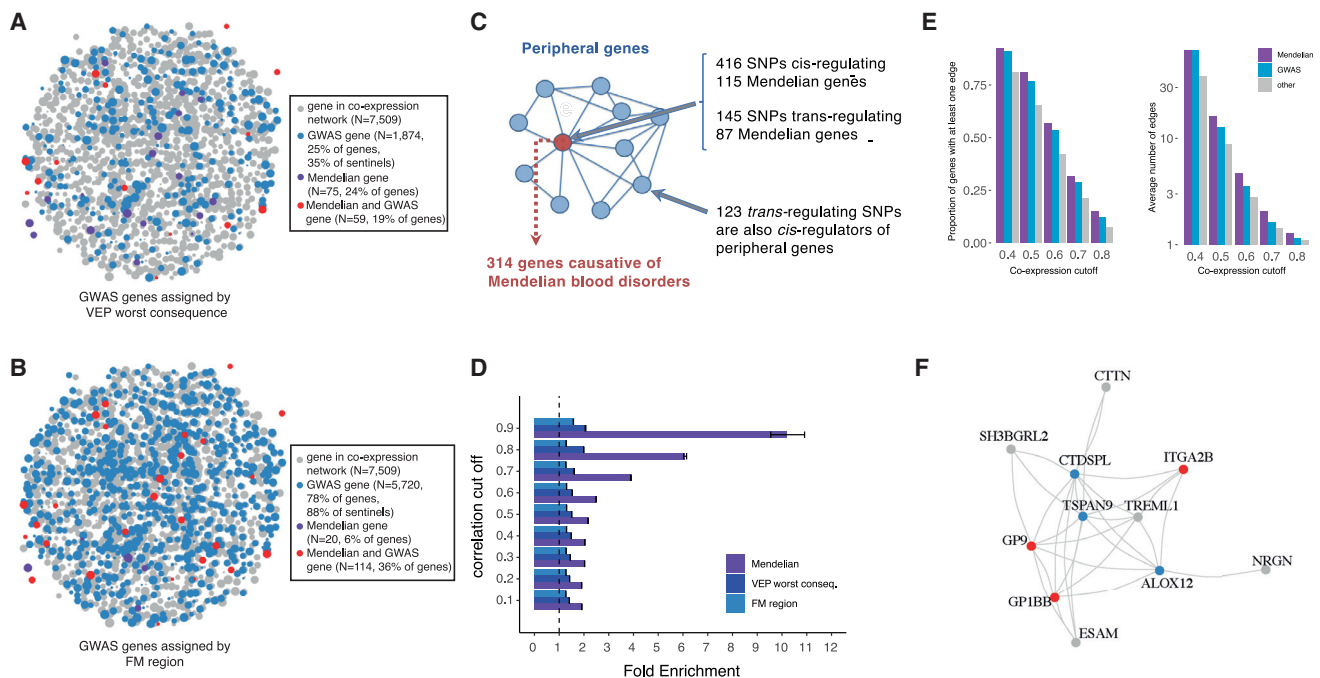 A
gene in co-expression
network (N=7,509)
GWAS gene (N=1,874,
25% of genes,
35% of sentinels)
Mendelian gene
(N=75, 24% of genes)
Mendelian and GWAS
gene (N=59, 19% of genes)
GWAS genes assigned by
VEP worst consequence
B
gene in co-expression
network (N=7,509)
GWAS gene (N=5,720,
78% of genes,
88% of sentinels)
Mendelian gene
(N=20, 6% of genes)
Mendelian and GWAS
gene (N=114, 36% of genes)
GWAS genes assigned by
FM region
C
Peripheral genes
416 SNPs cis-regulating
115 Mendelian genes
145 SNPs trans-regulating
87 Mendelian genes
123 trans-regulating SNPs
are also cis-regulators of
peripheral genes
314 genes causative of
Mendelian blood disorders
D
correlation cut off
0.9
0.8
0.7
0.6
0.5
0.4
0.3
0.2
0.1
Mendelian
VEP worst conseq.
FM region
0 1 2 3 4 5 6 7 8 9 10 11 12
Fold Enrichment
E
Proportion of genes with at least one edge
0.75
0.50
0.25
0.00
0.4 0.5 0.6 0.7 0.8
Co-expression cutoff
Average number of edges
30
10
3
1
0.4 0.5 0.6 0.7 0.8
Co-expression cutoff
Mendelian
GWAS
other
F
CTTN
SH3BGRL2
CTDSPL
ITGA2B
TSPAN9
TREML1
GP9
NRGN
ALOX12
GP1BB
ESAM